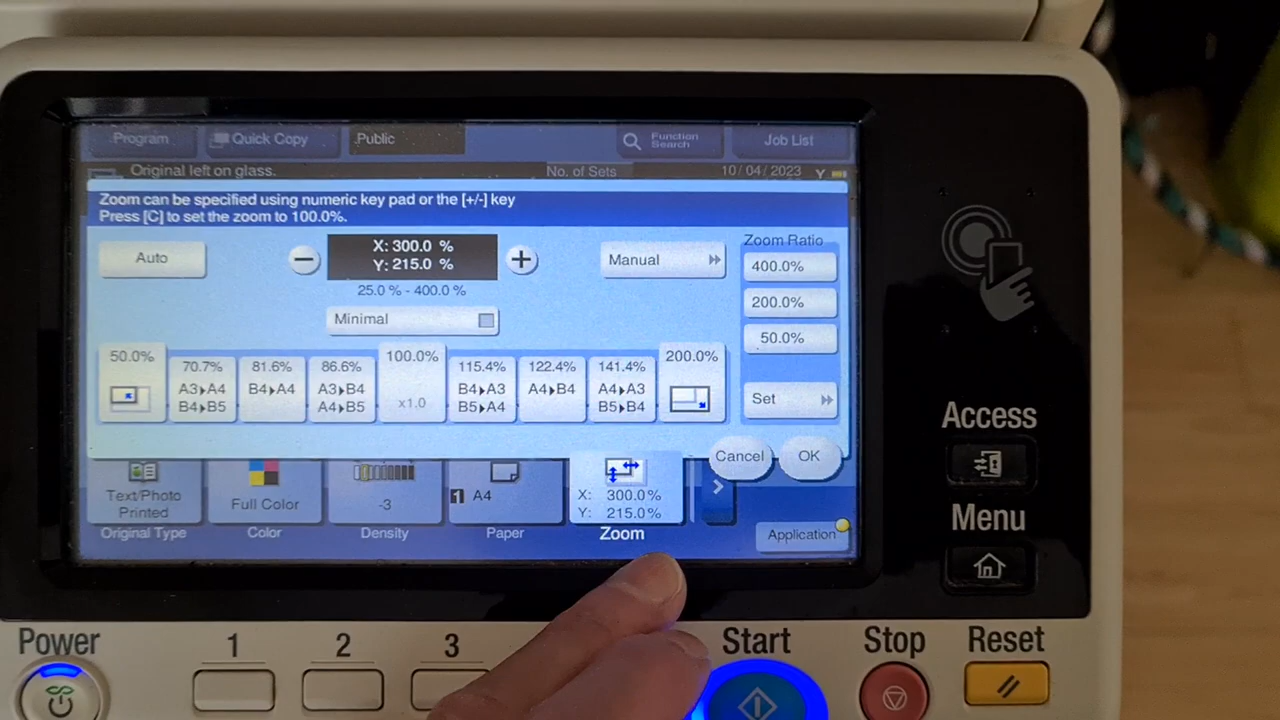 Program
Quick Copy
Public
Function Search
Job List
Original left on glass.
No. of Sets
10/04/2023
Y
Zoom can be specified using numeric key pad or the [+/-] key
Press [C] to set the zoom to 100.0%.
Auto
−
X: 300.0 %
Y: 215.0 %
+
25.0 % - 400.0 %
Minimal
Manual
Zoom Ratio
400.0%
200.0%
50.0%
Set
50.0%
70.7%
A3▸A4
B4▸B5
81.6%
B4▸A4
86.6%
A3▸B4
A4▸B5
100.0%
x1.0
115.4%
B4▸A3
B5▸A4
122.4%
A4▸B4
141.4%
A4▸A3
B5▸B4
200.0%
Cancel
OK
Text/Photo
Printed
Original Type
Full Color
Color
-3
Density
1 A4
Paper
X: 300.0%
Y: 215.0%
Zoom
Application
Access
Menu
Power
1
2
3
Start
Stop
Reset